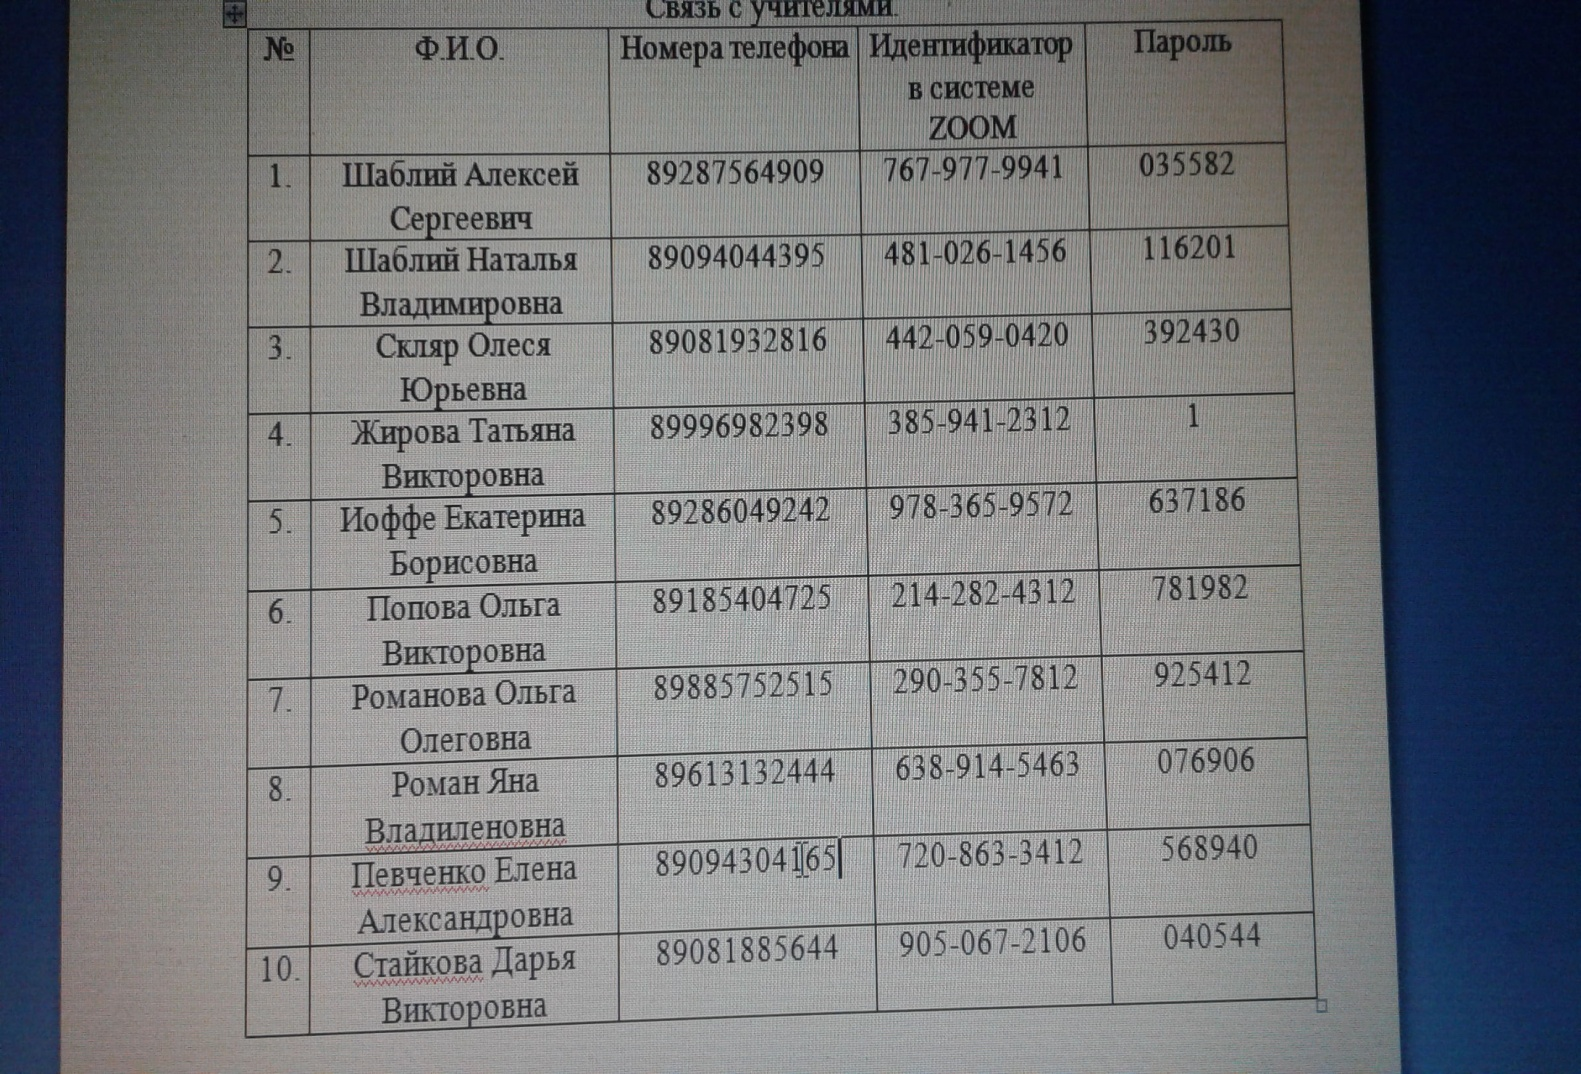 Связь с учителями.
№ Ф.И.О. Номера телефона Идентификатор Пароль
в системе
ZOOM
1. Шаблий Алексей 89287564909 767-977-9941 035582
Сергеевич
2. Шаблий Наталья 89094044395 481-026-1456 116201
Владимировна
3. Скляр Олеся 89081932816 442-059-0420 392430
Юрьевна
4. Жирова Татьяна 89996982398 385-941-2312 1
Викторовна
5. Иоффе Екатерина 89286049242 978-365-9572 637186
Борисовна
6. Попова Ольга 89185404725 214-282-4312 781982
Викторовна
7. Романова Ольга 89885752515 290-355-7812 925412
Олеговна
8. Роман Яна 89613132444 638-914-5463 076906
Владиленовна
9. Певченко Елена 89094304165 720-863-3412 568940
Александровна
10. Стайкова Дарья 89081885644 905-067-2106 040544
Викторовна